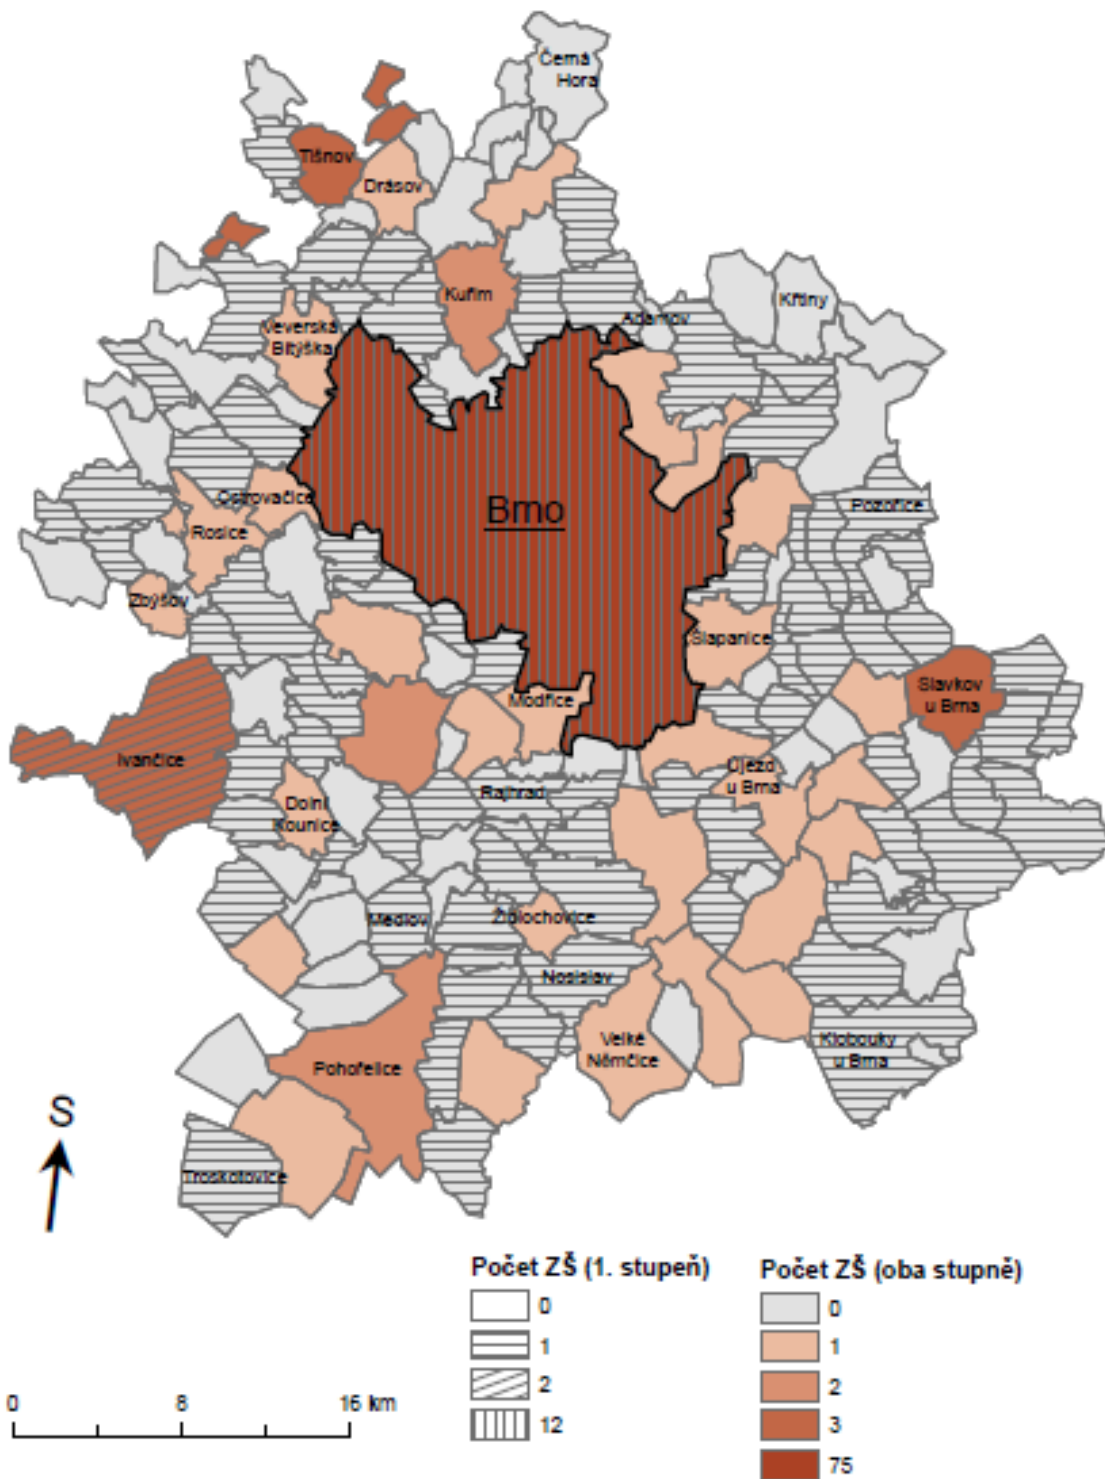 Černá
Hora
Tišnov
Drásov
Kuřim
Křtiny
Adamov
Veverská
Bítýška
Ostrovačice
Rosice
Brno
Pozořice
Zbýšov
Šlapanice
Slavkov
u Brna
Modřice
Ivančice
Újezd
u Brna
Rajhrad
Dolní
Kounice
Medlov
Židlochovice
Nosislav
Velké
Němčice
Klobouky
u Brna
Pohořelice
Troskotovice
S
Počet ZŠ (1. stupeň)
0
1
2
12
Počet ZŠ (oba stupně)
0
1
2
3
75
0 8 16 km